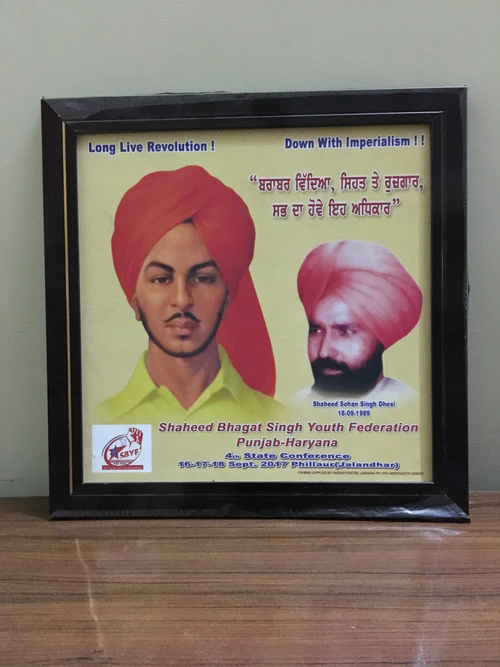 Long Live Revolution !
Down With Imperialism ! !
“ਬਰਾਬਰ ਵਿੱਦਿਆ, ਸਿਹਤ ਤੇ ਰੁਜ਼ਗਾਰ,
ਸਭ ਦਾ ਹੋਵੇ ਇਹ ਅਧਿਕਾਰ”
Shaheed Sohan Singh Dhesi
18-09-1989
Shaheed Bhagat Singh Youth Federation
Punjab-Haryana
4th State Conference
16-17-18 Sept. 2017 Phillaur(Jalandhar)
SBYF